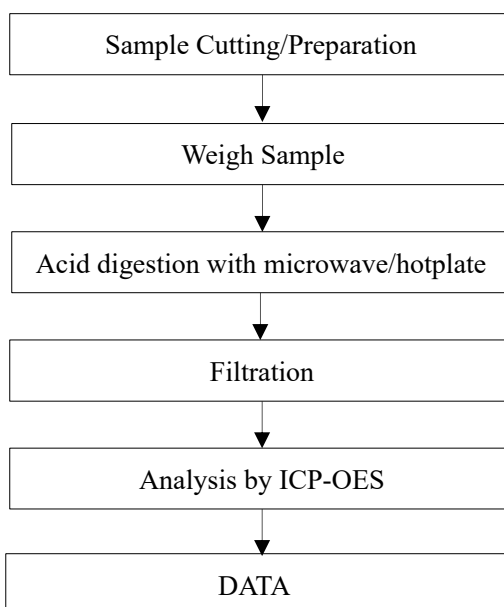 Sample Cutting/Preparation
Weigh Sample
Acid digestion with microwave/hotplate
Filtration
Analysis by ICP-OES
DATA